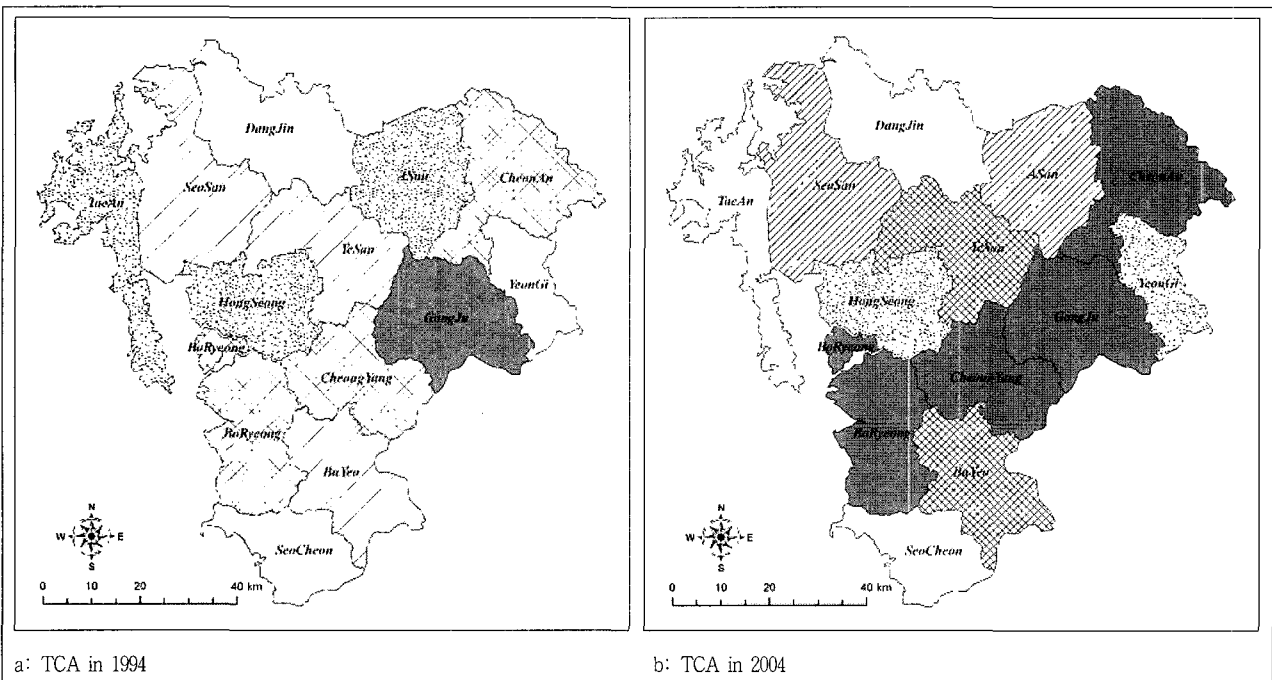 DangJin
SeoSan
TaeAn
ASan
CheonAn
YeSan
HongSeong
YeonGi
GongJu
BoRyeong
CheongYang
BoRyeong
BuYeo
SeoCheon
N
W E
S
0 10 20 40 km
a: TCA in 1994
DangJin
SeoSan
TaeAn
ASan
CheonAn
YeSan
HongSeong
YeonGi
GongJu
BoRyeong
CheongYang
BoRyeong
BuYeo
SeoCheon
N
W E
S
0 10 20 40 km
b: TCA in 2004